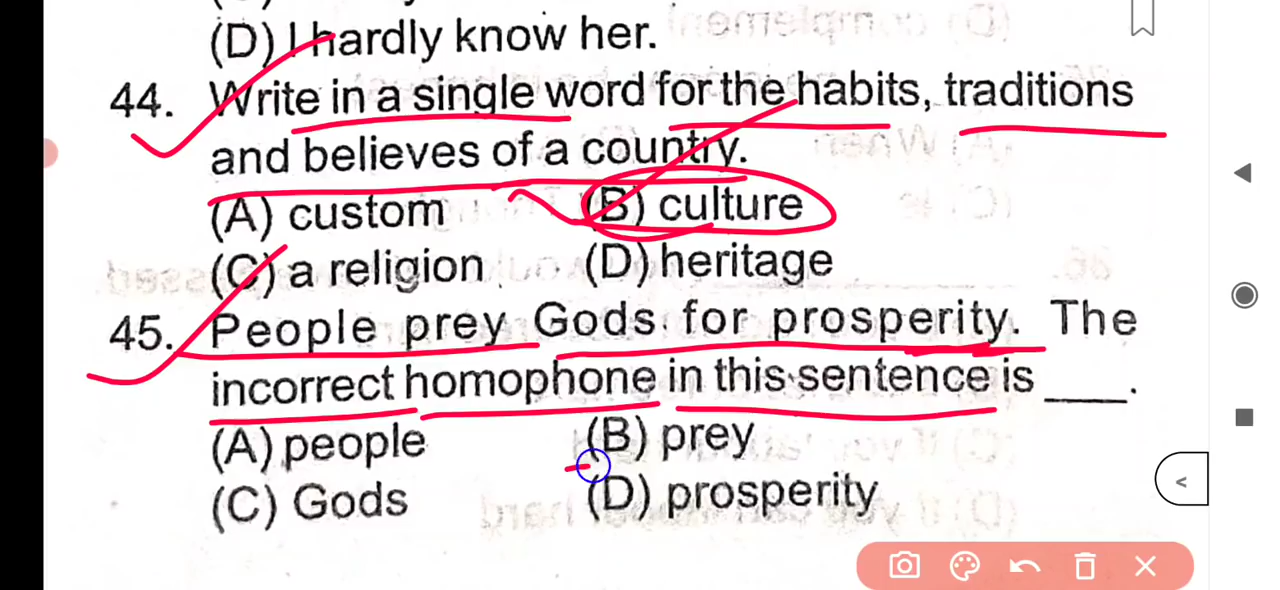 (D) I hardly know her.
44. Write in a single word for the habits, traditions
and believes of a country.
(A) custom (B) culture
(C) a religion (D) heritage
45. People prey Gods for prosperity. The
incorrect homophone in this sentence is ____.
(A) people (B) prey
(C) Gods (D) prosperity